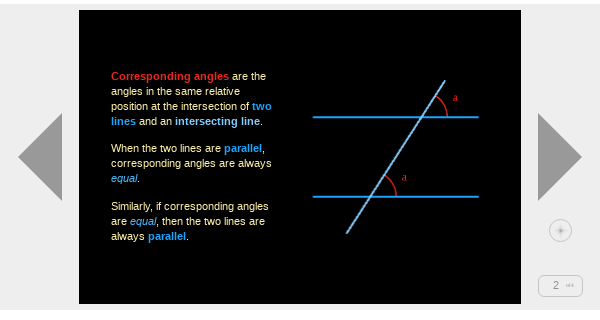 Corresponding angles are the
angles in the same relative
position at the intersection of two
lines and an intersecting line.
When the two lines are parallel,
corresponding angles are always
equal.
Similarly, if corresponding angles
are equal, then the two lines are
always parallel.
a
a
2